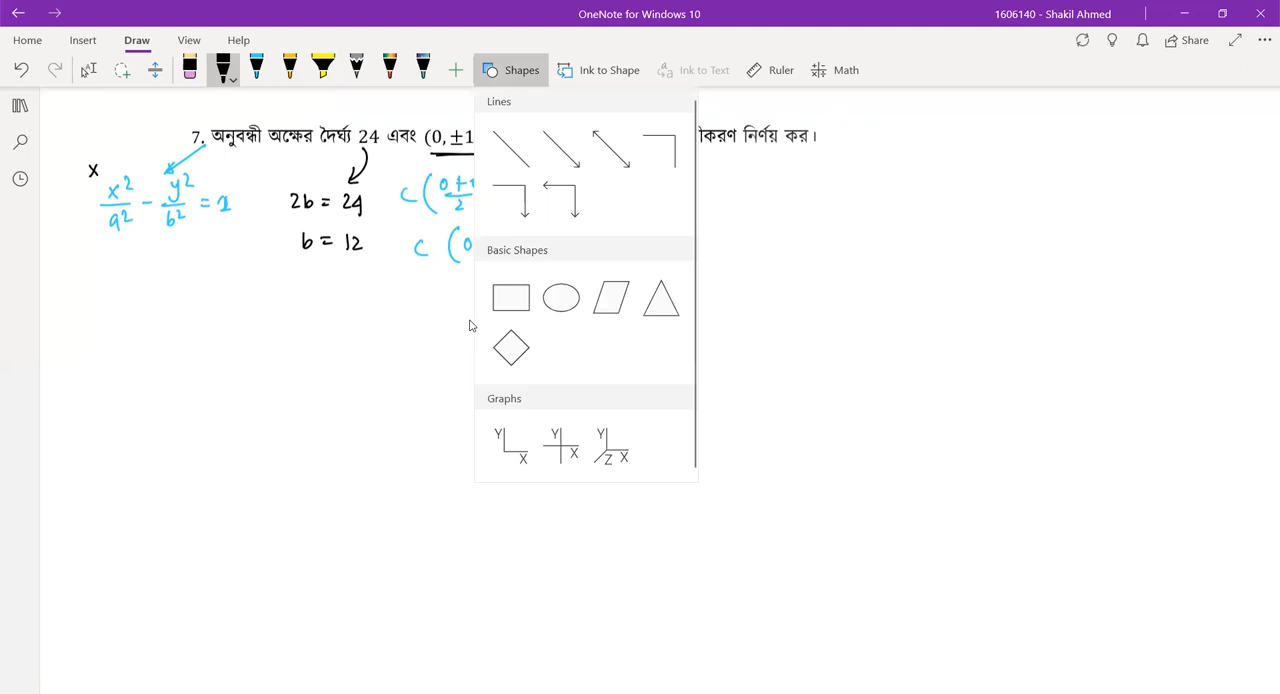 OneNote for Windows 10
1606140 - Shakil Ahmed
Home Insert Draw View Help
Share
Shapes Ink to Shape Ink to Text Ruler Math
Lines
7. অনুবন্ধী অক্ষের দৈর্ঘ্য 24 এবং (0, ±1
নির্ণয় কর।
x
x²/a² - y²/b² = 1
2b = 24
b = 12
C (0
Basic Shapes
Graphs
Y X Y X Y Z X